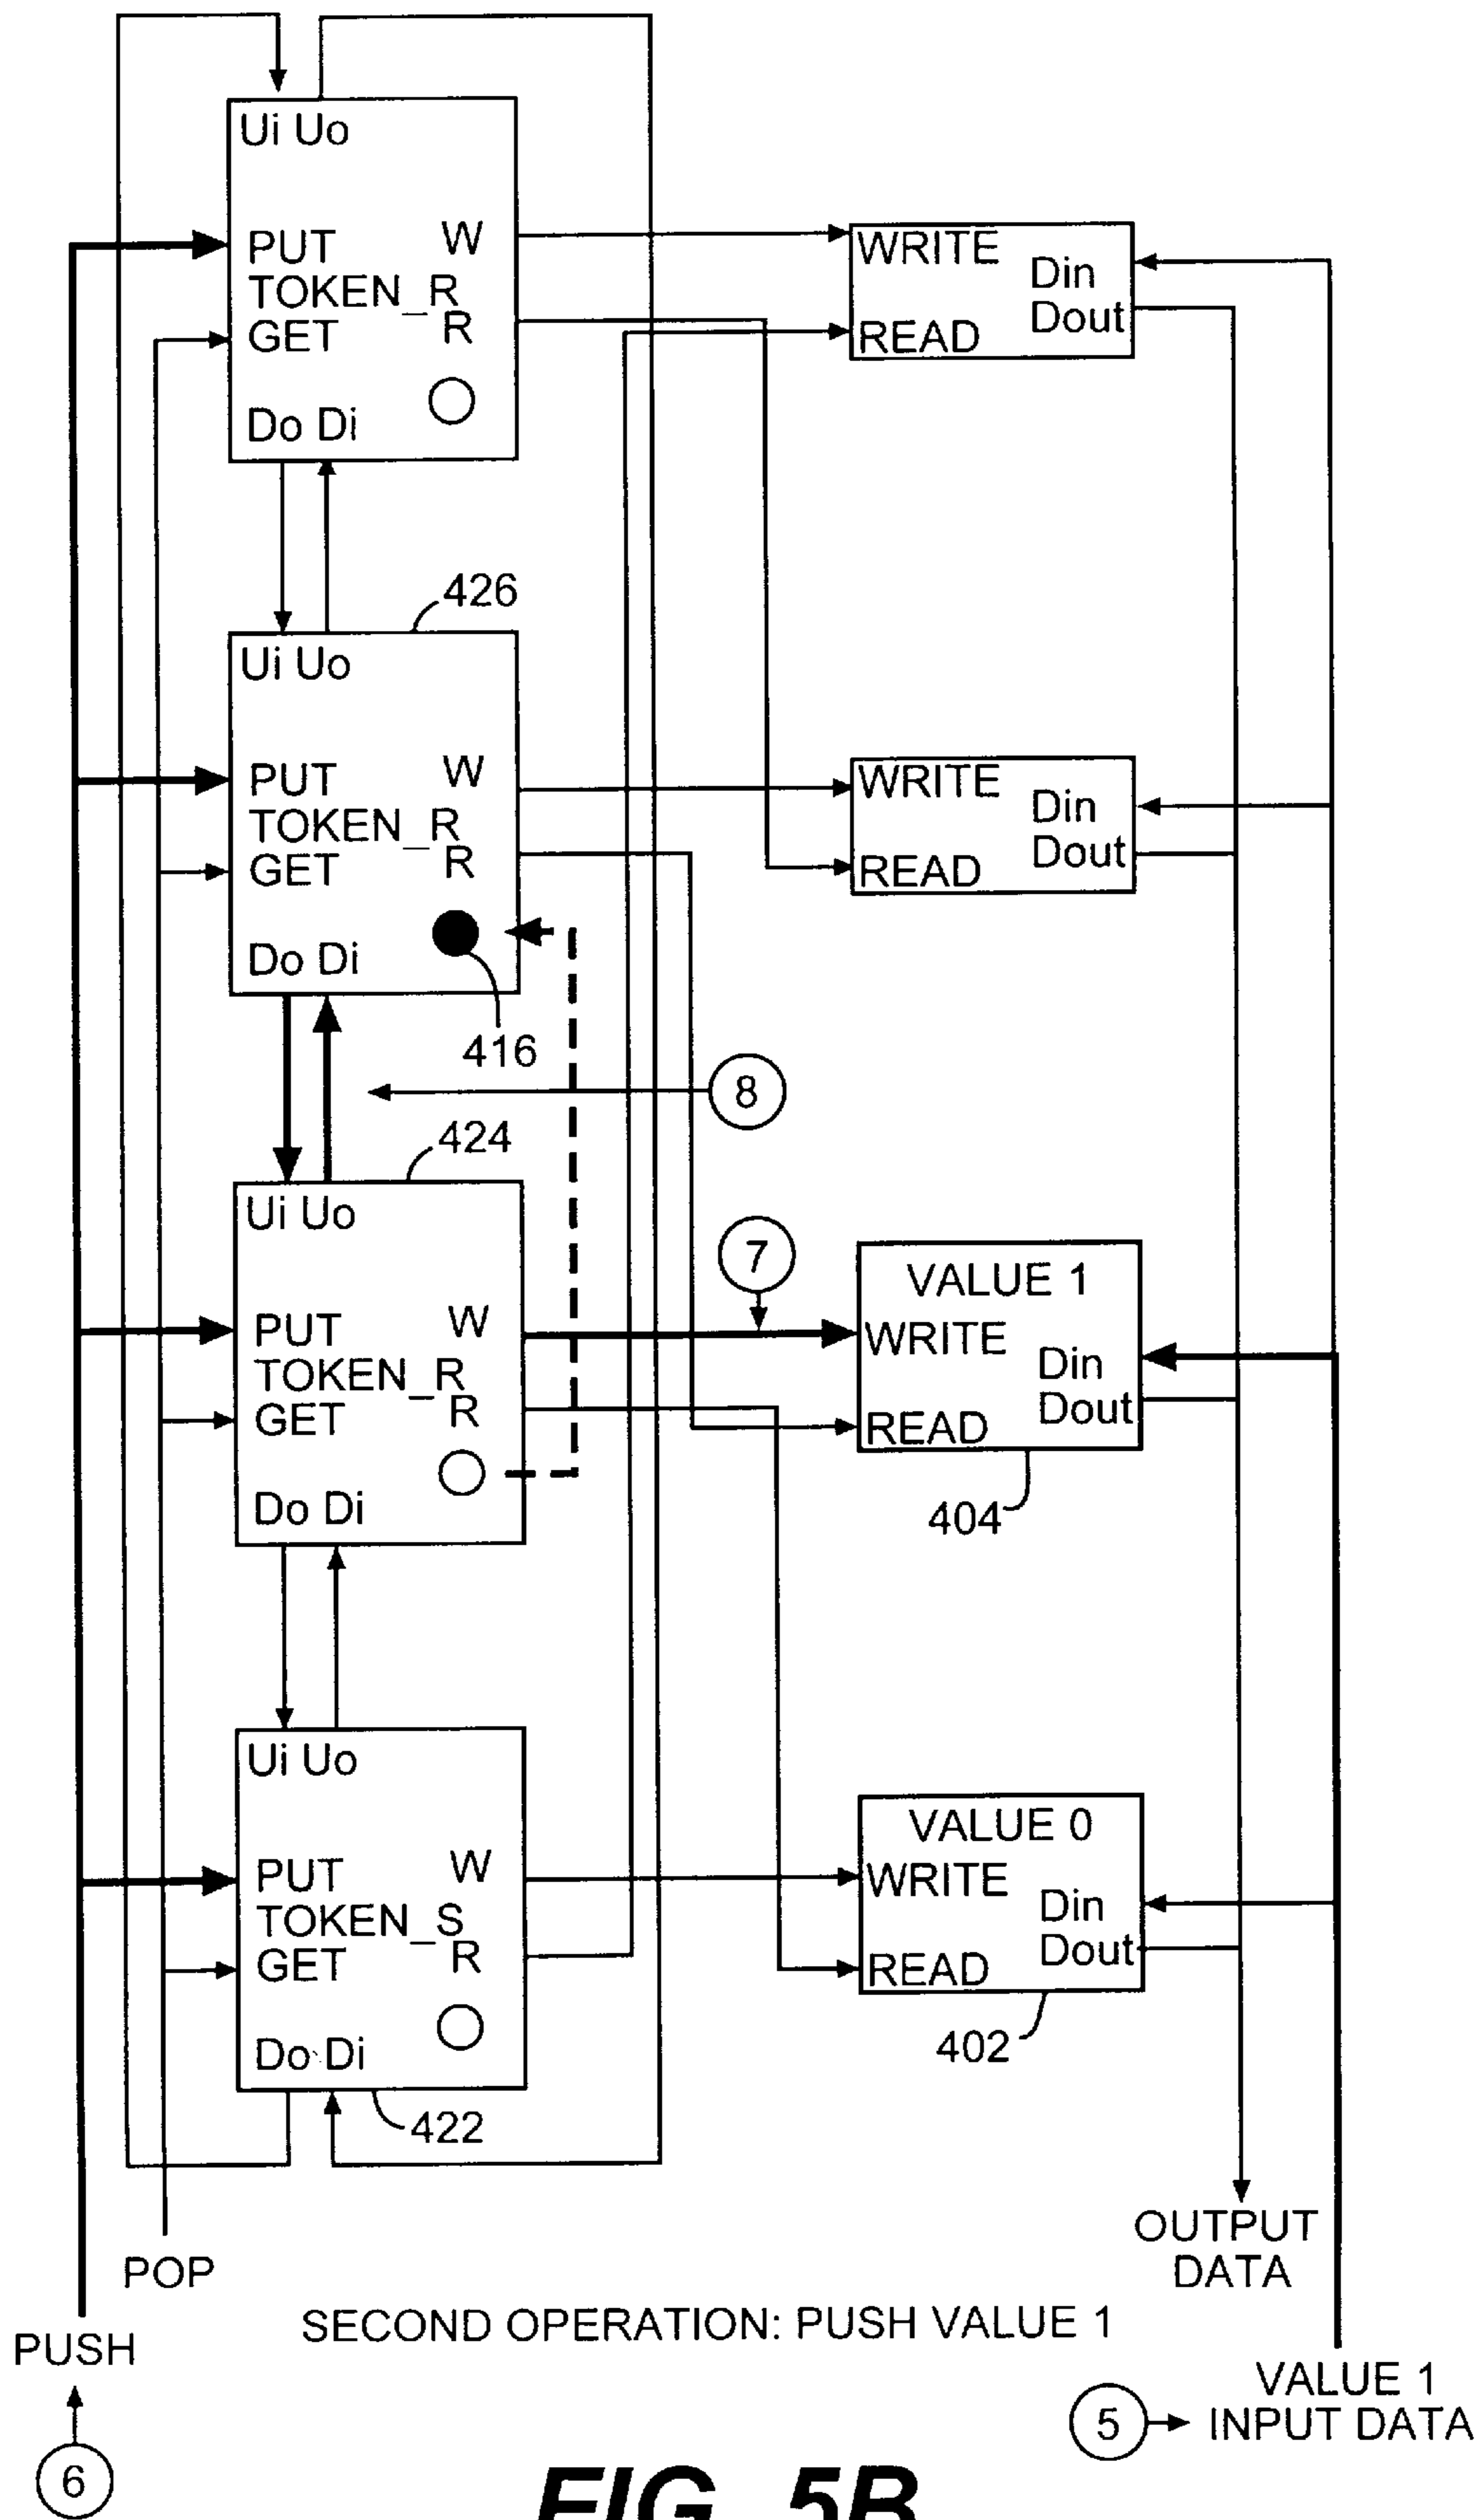 Ui Uo
PUT W
TOKEN_R
GET R
Do Di
WRITE
Din
Dout
READ
426
Ui Uo
PUT W
TOKEN_R
GET R
Do Di
416
WRITE
Din
Dout
READ
8
424
Ui Uo
PUT W
TOKEN_R
GET R
Do Di
7
VALUE 1
WRITE
Din
Dout
READ
404
Ui Uo
PUT W
TOKEN_S
GET R
Do Di
422
VALUE 0
WRITE
Din
Dout
READ
402
OUTPUT
DATA
POP
SECOND OPERATION: PUSH VALUE 1
PUSH
VALUE 1
5 INPUT DATA
6
FIG. 5B